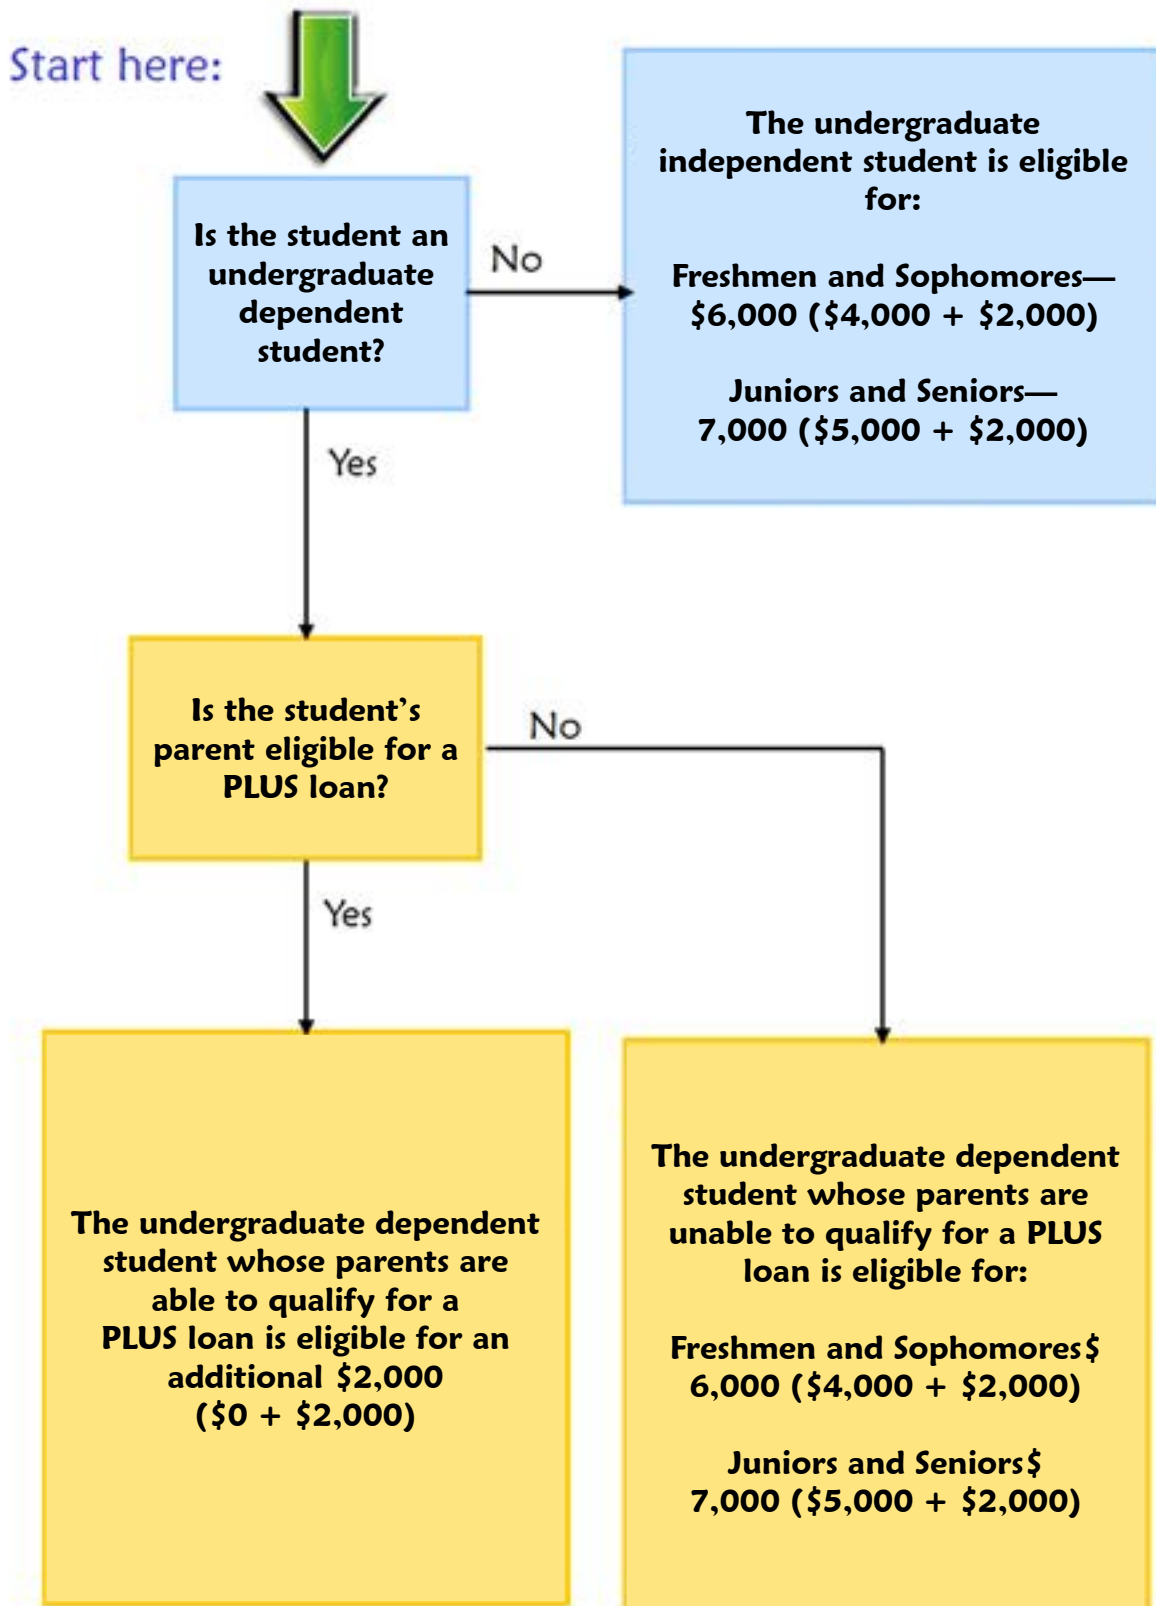 Start here:
Is the student an
undergraduate
dependent
student?
No
The undergraduate
independent student is eligible
for:
Freshmen and Sophomores—
$6,000 ($4,000 + $2,000)
Juniors and Seniors—
7,000 ($5,000 + $2,000)
Yes
Is the student’s
parent eligible for a
PLUS loan?
No
Yes
The undergraduate dependent
student whose parents are
able to qualify for a
PLUS loan is eligible for an
additional $2,000
($0 + $2,000)
The undergraduate dependent
student whose parents are
unable to qualify for a PLUS
loan is eligible for:
Freshmen and Sophomores$
6,000 ($4,000 + $2,000)
Juniors and Seniors$
7,000 ($5,000 + $2,000)